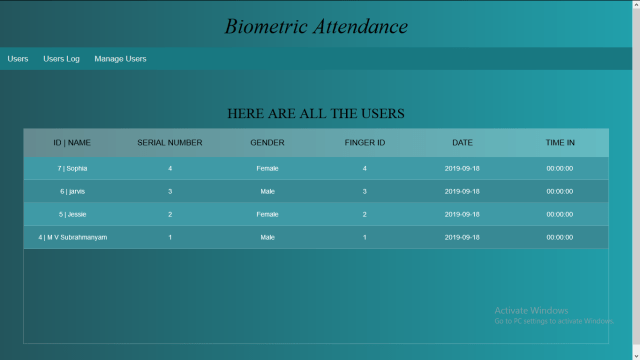 Biometric Attendance
Users Users Log Manage Users
HERE ARE ALL THE USERS
ID | NAME SERIAL NUMBER GENDER FINGER ID DATE TIME IN
7 | Sophia 4 Female 4 2019-09-18 00:00:00
6 | jarvis 3 Male 3 2019-09-18 00:00:00
5 | Jessie 2 Female 2 2019-09-18 00:00:00
4 | M V Subrahmanyam 1 Male 1 2019-09-18 00:00:00
Activate Windows
Go to PC settings to activate Windows.